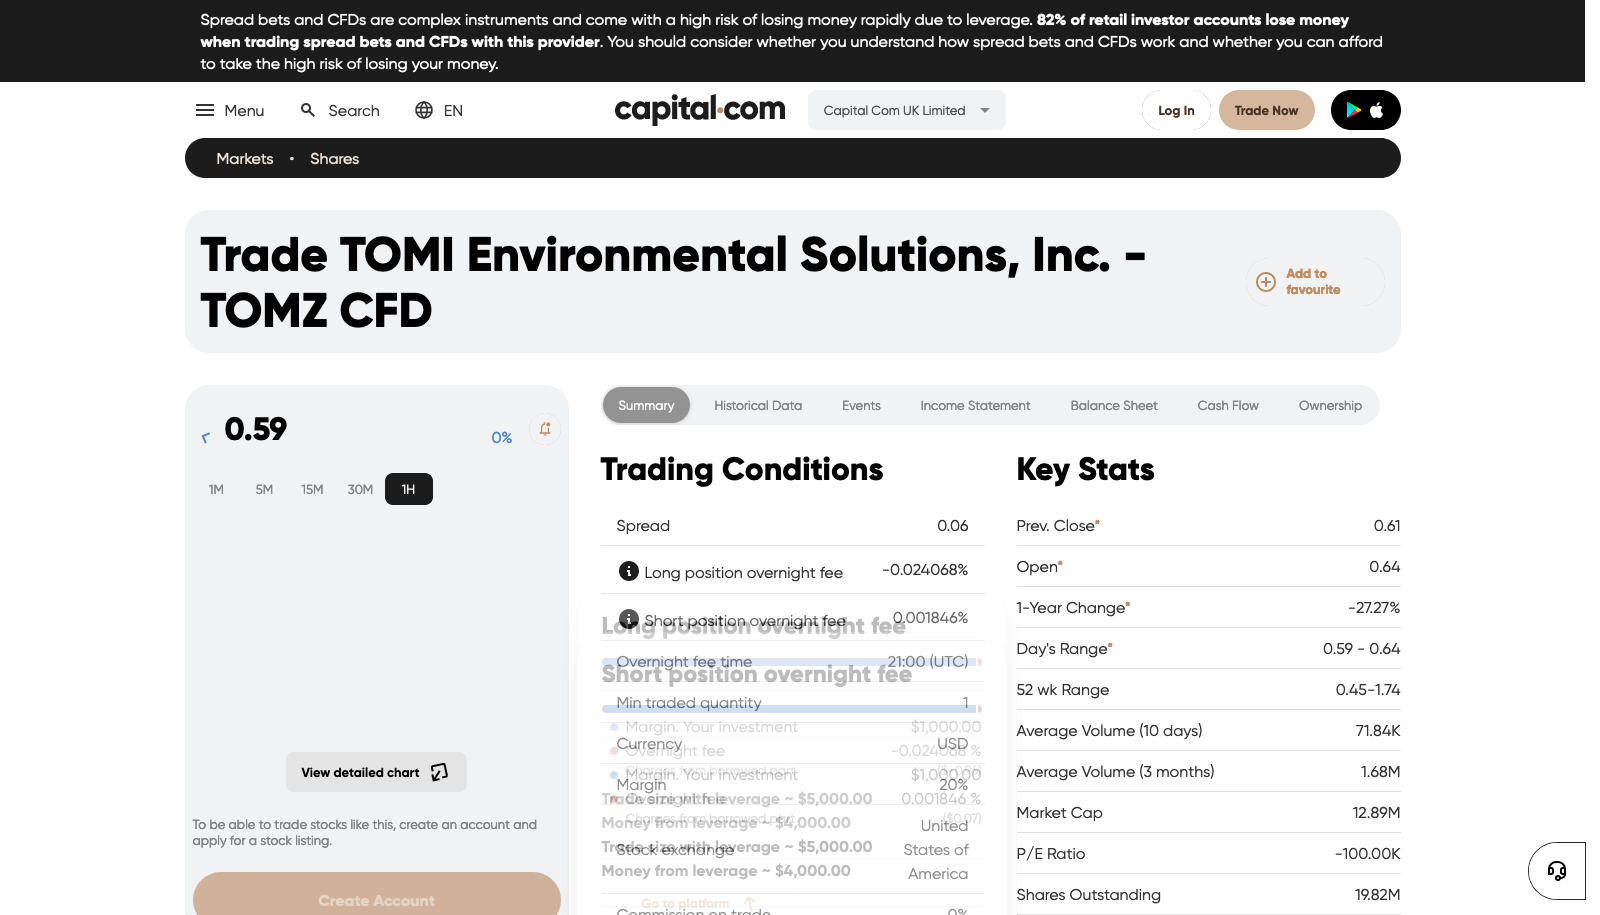 Spread bets and CFDs are complex instruments and come with a high risk of losing money rapidly due to leverage. 82% of retail investor accounts lose money
when trading spread bets and CFDs with this provider. You should consider whether you understand how spread bets and CFDs work and whether you can afford
to take the high risk of losing your money.
Menu Search EN capital.com Capital Com UK Limited Log In Trade Now
Markets • Shares
Trade TOMI Environmental Solutions, Inc. -
TOMZ CFD
Add to
favourite
0.59 0%
1M 5M 15M 30M 1H
View detailed chart
To be able to trade stocks like this, create an account and
apply for a stock listing.
Create Account
Summary Historical Data Events Income Statement Balance Sheet Cash Flow Ownership
Trading Conditions
Spread 0.06
Long position overnight fee -0.024068%
Short position overnight fee 0.001846%
Long position overnight fee
Overnight fee time 21:00 (UTC)
Short position overnight fee
Min traded quantity 1
Margin. Your investment $1,000.00
Currency USD
Overnight fee -0.024068 %
Charges from borrowed part
Margin. Your investment $1,000.00
Margin 20%
Trade size with leverage ~ $5,000.00
Overnight fee 0.001846 %
Charges from borrowed part ($0.07)
Money from leverage ~ $4,000.00
Trade size with leverage ~ $5,000.00
Stock exchange United
States of
America
Money from leverage ~ $4,000.00
Go to platform
Commission on trade 0%
Key Stats
Prev. Close* 0.61
Open* 0.64
1-Year Change* -27.27%
Day's Range* 0.59 - 0.64
52 wk Range 0.45-1.74
Average Volume (10 days) 71.84K
Average Volume (3 months) 1.68M
Market Cap 12.89M
P/E Ratio -100.00K
Shares Outstanding 19.82M